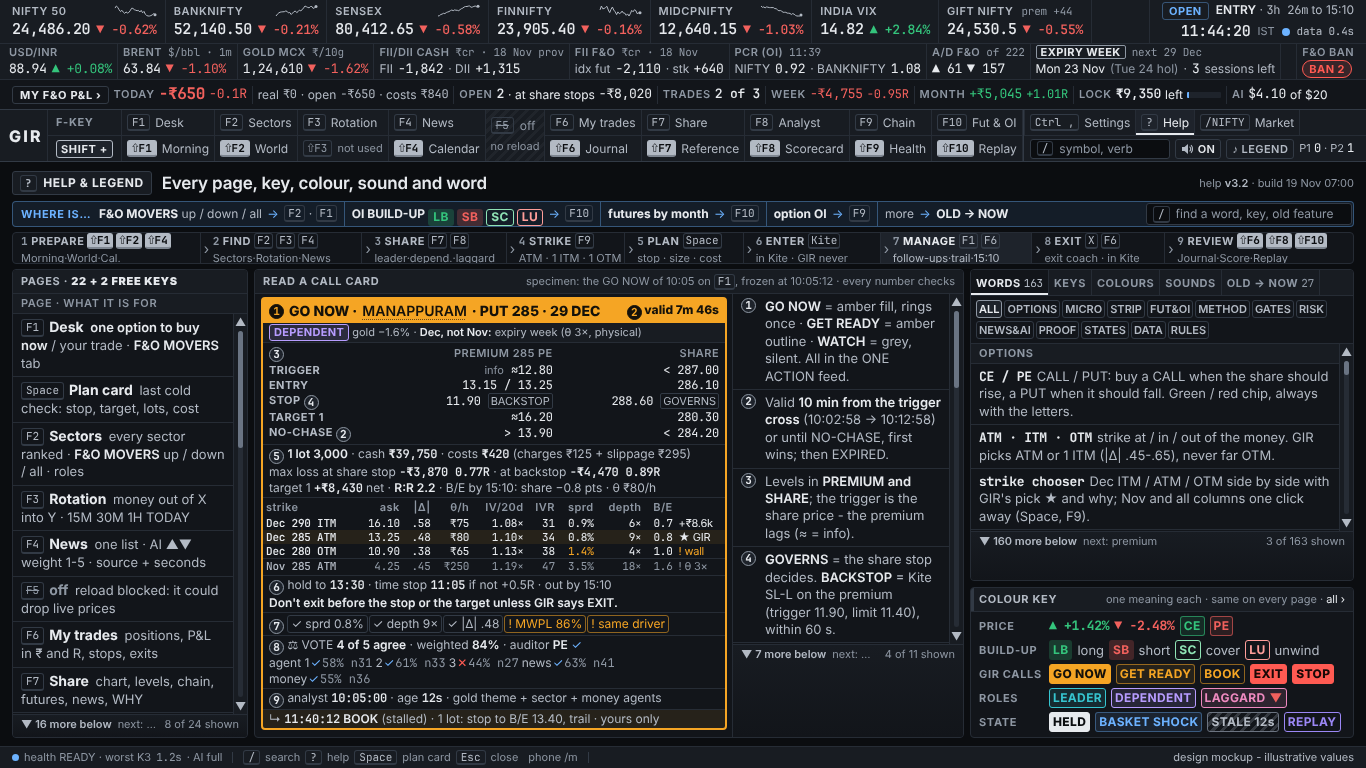 NIFTY 50 BANKNIFTY SENSEX FINNIFTY MIDCPNIFTY INDIA VIX GIFT NIFTY prem +44 OPEN ENTRY · 3h 26m to 15:10
24,486.20 ▼ -0.62% 52,140.50 ▼ -0.21% 80,412.65 ▼ -0.58% 23,905.40 ▼ -0.16% 12,640.15 ▼ -1.03% 14.82 ▲ +2.84% 24,530.5 ▼ -0.55% 11:44:20 IST ● data 0.4s
USD/INR BRENT $/bbl · 1m GOLD MCX ₹/10g FII/DII CASH ₹cr · 18 Nov prov FII F&O ₹cr · 18 Nov PCR (OI) 11:39 A/D F&O of 222 EXPIRY WEEK next 29 Dec F&O BAN
88.94 ▲ +0.08% 63.84 ▼ -1.10% 1,24,610 ▼ -1.62% FII -1,842 · DII +1,315 idx fut -2,110 · stk +640 NIFTY 0.92 · BANKNIFTY 1.08 ▲ 61 ▼ 157 Mon 23 Nov (Tue 24 hol) · 3 sessions left BAN 2
MY F&O P&L › TODAY -₹650 -0.1R real ₹0 · open -₹650 · costs ₹840 OPEN 2 · at share stops -₹8,020 TRADES 2 of 3 WEEK -₹4,755 -0.95R MONTH +₹5,045 +1.01R LOCK ₹9,350 left AI $4.10 of $20
GIR F-KEY F1 Desk F2 Sectors F3 Rotation F4 News F5 off F6 My trades F7 Share F8 Analyst F9 Chain F10 Fut & OI Ctrl , Settings ? Help /NIFTY Market
SHIFT + ⇧F1 Morning ⇧F2 World ⇧F3 not used ⇧F4 Calendar no reload ⇧F6 Journal ⇧F7 Reference ⇧F8 Scorecard ⇧F9 Health ⇧F10 Replay / symbol, verb ON ♪ LEGEND P1 0 · P2 1
? HELP & LEGEND Every page, key, colour, sound and word help v3.2 · build 19 Nov 07:00
WHERE IS... F&O MOVERS up / down / all → F2 · F1 OI BUILD-UP LB SB SC LU → F10 futures by month → F10 option OI → F9 more → OLD → NOW / find a word, key, old feature
1 PREPARE ⇧F1 ⇧F2 ⇧F4 › 2 FIND F2 F3 F4 › 3 SHARE F7 F8 › 4 STRIKE F9 › 5 PLAN Space › 6 ENTER Kite › 7 MANAGE F1 F6 › 8 EXIT X F6 › 9 REVIEW ⇧F6 ⇧F8 ⇧F10
Morning·World·Cal. Sectors·Rotation·News leader·depend.·laggard ATM · 1 ITM · 1 OTM stop · size · cost in Kite · GIR never follow-ups·trail·15:10 exit coach · in Kite Journal·Score·Replay
PAGES · 22 + 2 FREE KEYS
PAGE · WHAT IT IS FOR
F1 Desk one option to buy
now / your trade · F&O MOVERS
tab
Space Plan card last cold
check: stop, target, lots, cost
F2 Sectors every sector
ranked · F&O MOVERS up / down
/ all · roles
F3 Rotation money out of X
into Y · 15M 30M 1H TODAY
F4 News one list · AI ▲▼
weight 1-5 · source + seconds
F5 off reload blocked: it could
drop live prices
F6 My trades positions, P&L
in ₹ and R, stops, exits
F7 Share chart, levels, chain,
futures, news, WHY
▼ 16 more below next: ... 8 of 24 shown
READ A CALL CARD specimen: the GO NOW of 10:05 on F1, frozen at 10:05:12 · every number checks
1 GO NOW · MANAPPURAM · PUT 285 · 29 DEC 2 valid 7m 46s
DEPENDENT gold −1.6% · Dec, not Nov: expiry week (θ 3×, physical)
3 PREMIUM 285 PE SHARE
TRIGGER info ≈12.80 < 287.00
ENTRY 13.15 / 13.25 286.10
STOP 4 11.90 BACKSTOP 288.60 GOVERNS
TARGET 1 ≈16.20 280.30
NO-CHASE 2 > 13.90 < 284.20
5 1 lot 3,000 · cash ₹39,750 · costs ₹420 (charges ₹125 + slippage ₹295)
max loss at share stop -₹3,870 0.77R · at backstop -₹4,470 0.89R
target 1 +₹8,430 net · R:R 2.2 · B/E by 15:10: share −0.8 pts · θ ₹80/h
strike ask |Δ| θ/h IV/20d IVR sprd depth B/E
Dec 290 ITM 16.10 .58 ₹75 1.08× 31 0.9% 6× 0.7 +₹8.6k
Dec 285 ATM 13.25 .48 ₹80 1.10× 34 0.8% 9× 0.8 ★ GIR
Dec 280 OTM 10.90 .38 ₹65 1.13× 38 1.4% 4× 1.0 ! wall
Nov 285 ATM 4.25 .45 ₹250 1.19× 47 3.5% 18× 1.6 ! θ 3×
6 hold to 13:30 · time stop 11:05 if not +0.5R · out by 15:10
Don't exit before the stop or the target unless GIR says EXIT.
7 ✓ sprd 0.8% ✓ depth 9× ✓ |Δ| .48 ! MWPL 86% ! same driver
8 ⚖ VOTE 4 of 5 agree · weighted 84% · auditor PE ✓
agent 1 ✓ 58% n31 2 ✓ 61% n33 3 ✕ 44% n27 news ✓ 63% n41
money ✓ 55% n36
9 analyst 10:05:00 · age 12s · gold theme + sector + money agents
↪ 11:40:12 BOOK (stalled) · 1 lot: stop to B/E 13.40, trail · yours only
1 GO NOW = amber fill, rings
once · GET READY = amber
outline · WATCH = grey,
silent. All in the ONE
ACTION feed.
2 Valid 10 min from the trigger
cross (10:02:58 → 10:12:58)
or until NO-CHASE, first
wins; then EXPIRED.
3 Levels in PREMIUM and
SHARE; the trigger is the
share price - the premium
lags (≈ = info).
4 GOVERNS = the share stop
decides. BACKSTOP = Kite
SL-L on the premium
(trigger 11.90, limit 11.40),
within 60 s.
▼ 7 more below next: ... 4 of 11 shown
WORDS 163 KEYS COLOURS SOUNDS OLD → NOW 27
ALL OPTIONS MICRO STRIP FUT&OI METHOD GATES RISK
NEWS&AI PROOF STATES DATA RULES
OPTIONS
CE / PE CALL / PUT: buy a CALL when the share should
rise, a PUT when it should fall. Green / red chip, always
with the letters.
ATM · ITM · OTM strike at / in / out of the money. GIR
picks ATM or 1 ITM (|Δ| .45-.65), never far OTM.
strike chooser Dec ITM / ATM / OTM side by side with
GIR's pick ★ and why; Nov and all columns one click
away (Space, F9).
▼ 160 more below next: premium 3 of 163 shown
COLOUR KEY one meaning each · same on every page · all ›
PRICE ▲ +1.42% ▼ -2.48% CE PE
BUILD-UP LB long SB short SC cover LU unwind
GIR CALLS GO NOW GET READY BOOK EXIT STOP
ROLES LEADER DEPENDENT LAGGARD ▼
STATE HELD BASKET SHOCK STALE 12s REPLAY
● health READY · worst K3 1.2s · AI full / search ? help Space plan card Esc close phone /m design mockup - illustrative values